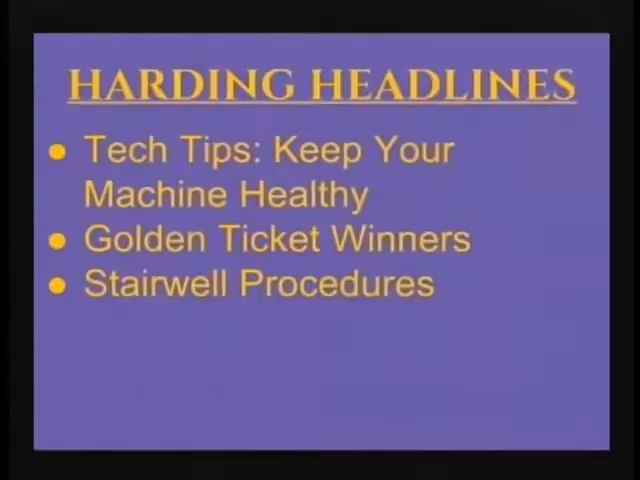 HARDING HEADLINES
● Tech Tips: Keep Your
Machine Healthy
● Golden Ticket Winners
● Stairwell Procedures